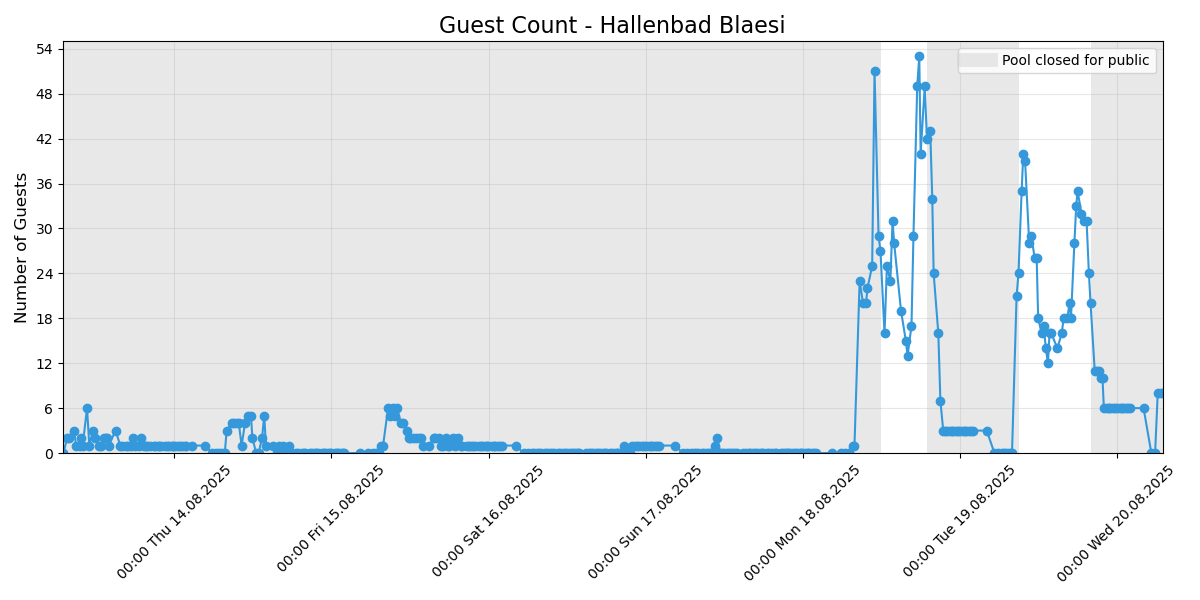 Guest Count - Hallenbad Blaesi
Pool closed for public
Number of Guests
54
48
42
36
30
24
18
12
6
0
00:00 Thu 14.08.2025
00:00 Fri 15.08.2025
00:00 Sat 16.08.2025
00:00 Sun 17.08.2025
00:00 Mon 18.08.2025
00:00 Tue 19.08.2025
00:00 Wed 20.08.2025